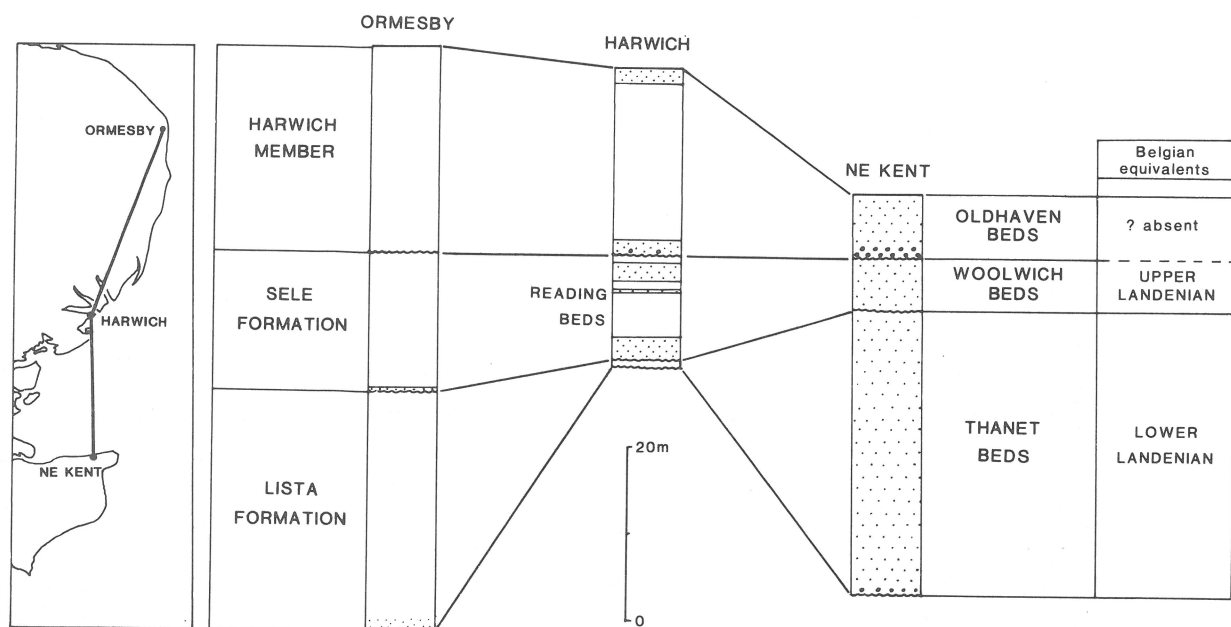 ORMESBY
HARWICH
NE KENT
ORMESBY
HARWICH
MEMBER
SELE
FORMATION
LISTA
FORMATION
HARWICH
READING
BEDS
20m
0
NE KENT
OLDHAVEN
BEDS
WOOLWICH
BEDS
THANET
BEDS
Belgian
equivalents
? absent
UPPER
LANDENIAN
LOWER
LANDENIAN